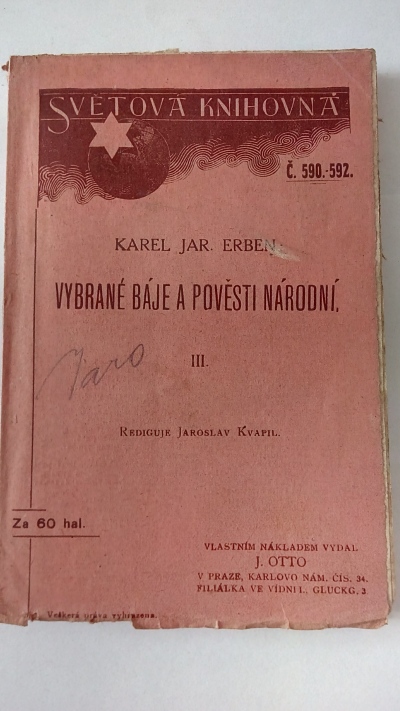 SVĚTOVÁ KNIHOVNA
Č. 590.-592.
KAREL JAR. ERBEN:
VYBRANÉ BÁJE A POVĚSTI NÁRODNÍ.
III.
REDIGUJE JAROSLAV KVAPIL.
Za 60 hal.
VLASTNÍM NÁKLADEM VYDAL
J. OTTO
V PRAZE, KARLOVO NÁM. ČÍS. 34.
FILIÁLKA VE VÍDNI I., GLUCKG. 3
Veškerá práva vyhrazena.